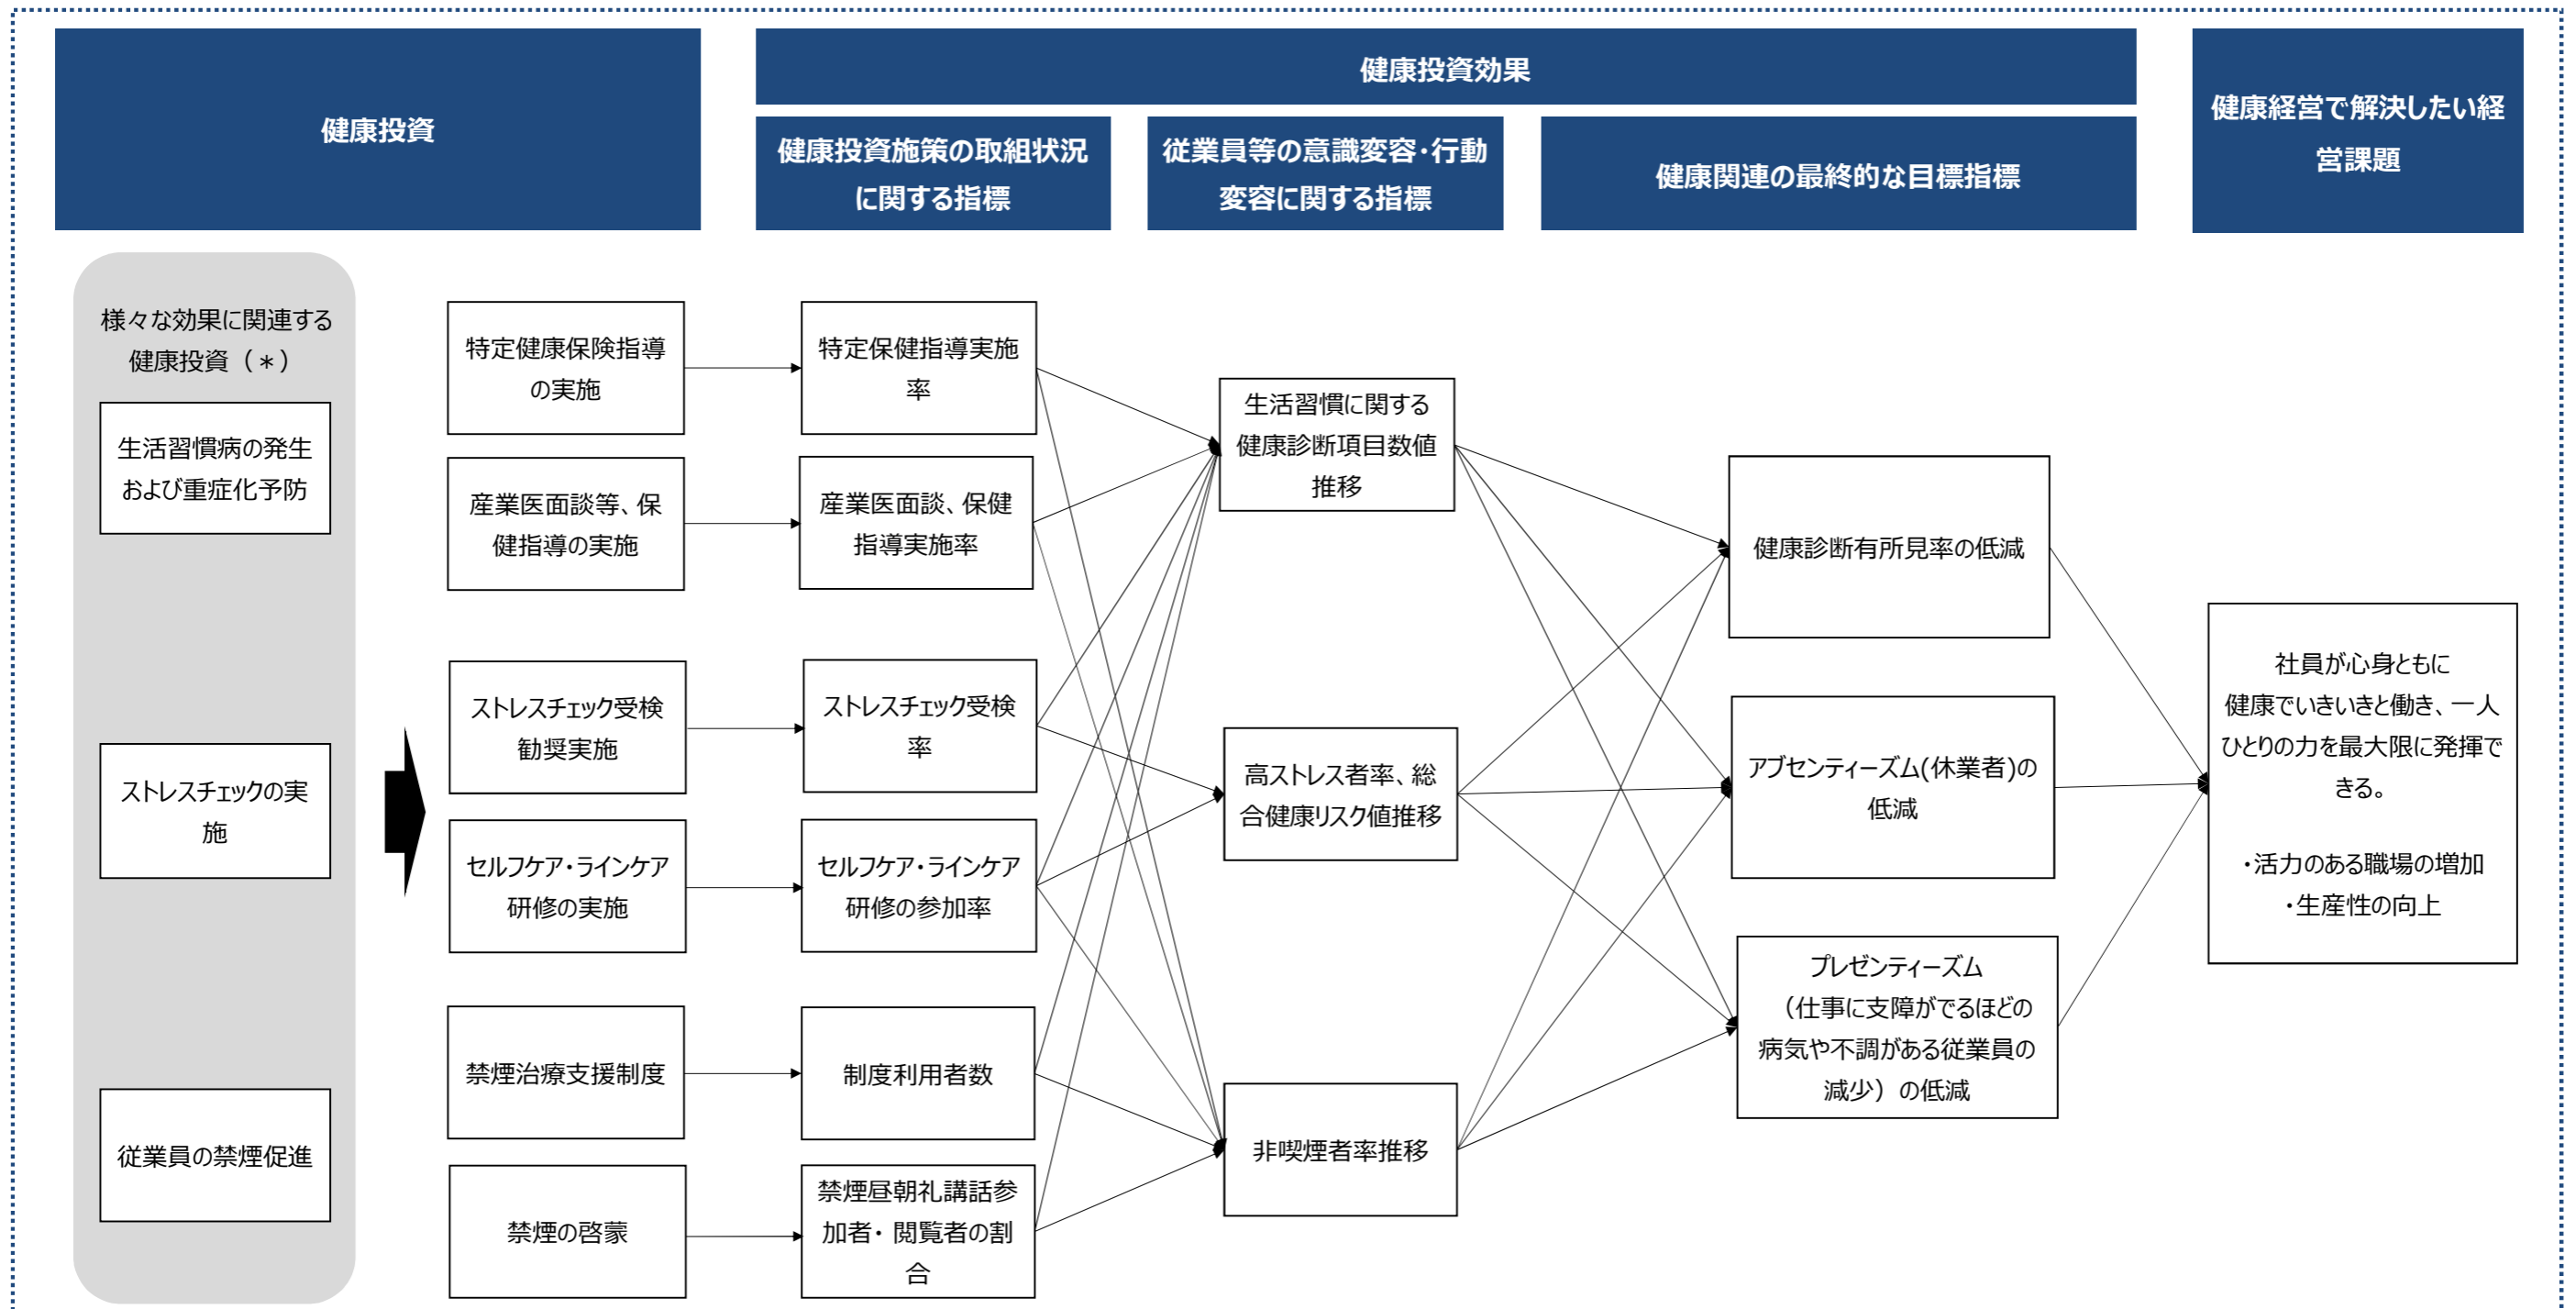 健康投資
健康投資効果
健康経営で解決したい経
営課題
健康投資施策の取組状況
に関する指標
従業員等の意識変容・行動
変容に関する指標
健康関連の最終的な目標指標
様々な効果に関連する
健康投資（＊）
生活習慣病の発生
および重症化予防
ストレスチェックの実
施
従業員の禁煙促進
特定健康保険指導
の実施
産業医面談等、保
健指導の実施
ストレスチェック受検
勧奨実施
セルフケア・ラインケア
研修の実施
禁煙治療支援制度
禁煙の啓蒙
特定保健指導実施
率
産業医面談、保健
指導実施率
ストレスチェック受検
率
セルフケア・ラインケア
研修の参加率
制度利用者数
禁煙昼朝礼講話参
加者・閲覧者の割
合
生活習慣に関する
健康診断項目数値
推移
高ストレス者率、総
合健康リスク値推移
非喫煙者率推移
健康診断有所見率の低減
アブセンティーズム(休業者)の
低減
プレゼンティーズム
（仕事に支障がでるほどの
病気や不調がある従業員の
減少）の低減
社員が心身ともに
健康でいきいきと働き、一人
ひとりの力を最大限に発揮で
きる。
・活力のある職場の増加
・生産性の向上